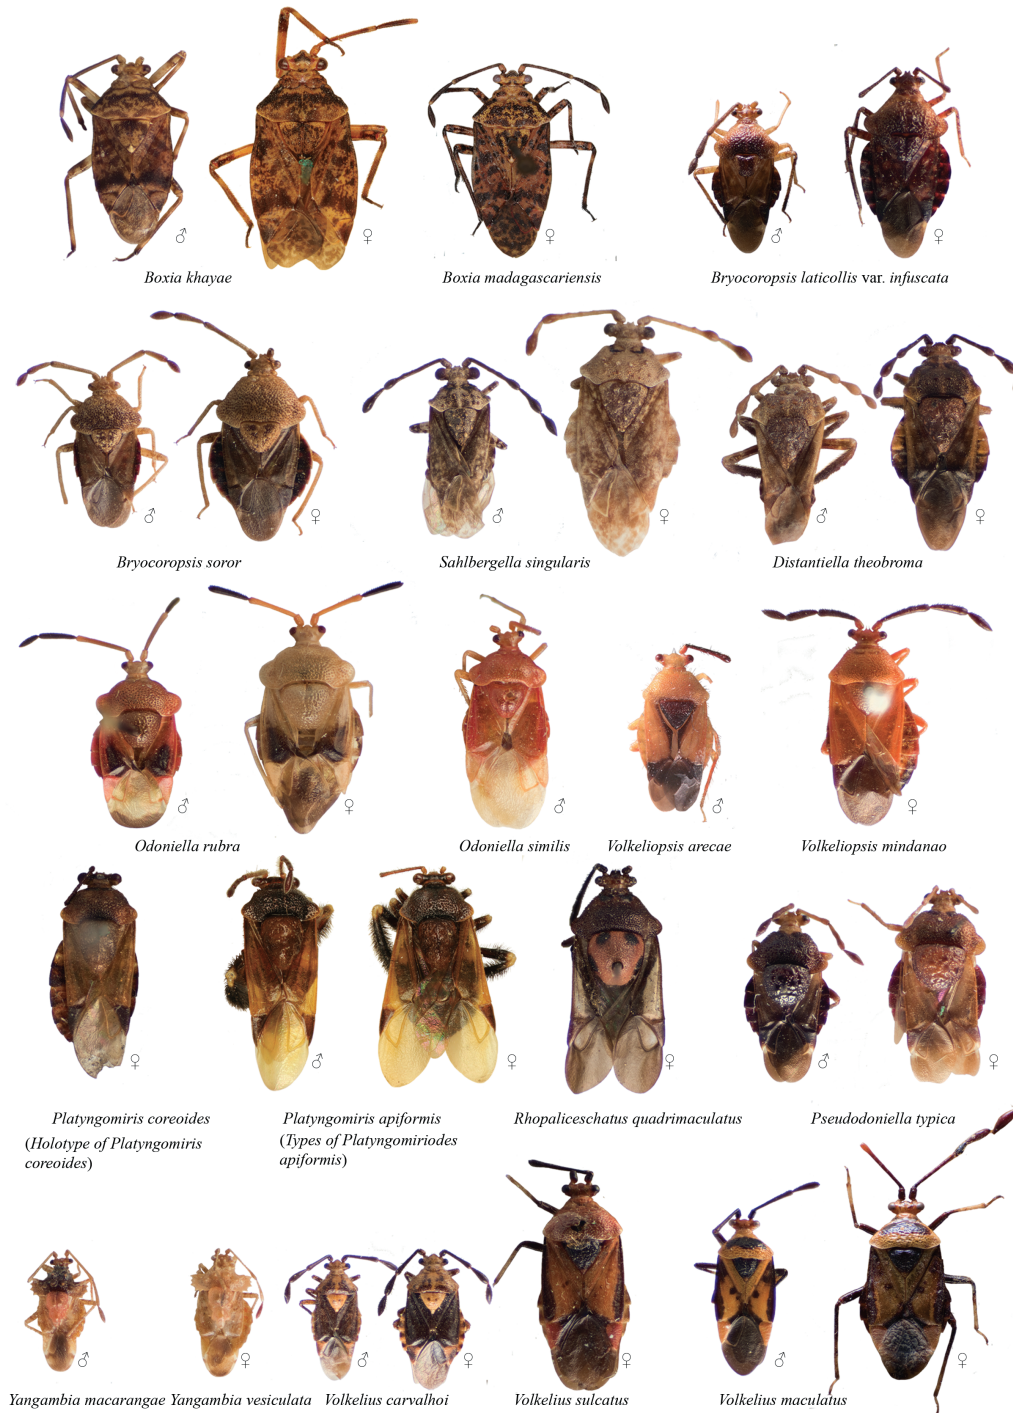 ♂ ♀ ♀ ♂ ♀
Boxia khayae Boxia madagascariensis Bryocoropsis laticollis var. infuscata
♂ ♀ ♂ ♀ ♂ ♀
Bryocoropsis soror Sahlbergella singularis Distantiella theobroma
♂ ♀ ♂ ♂ ♀
Odoniella rubra Odoniella similis Volkeliopsis arecae Volkeliopsis mindanao
♀ ♂ ♀ ♀ ♂ ♀
Platyngomiris coreoides Platyngomiris apiformis Rhopaliceschatus quadrimaculatus Pseudodoniella typica
(Holotype of Platyngomiris (Types of Platyngomiriodes
coreoides) apiformis)
♂ ♀ ♂ ♀ ♀ ♂ ♀
Yangambia macarangae Yangambia vesiculata Volkelius carvalhoi Volkelius sulcatus Volkelius maculatus